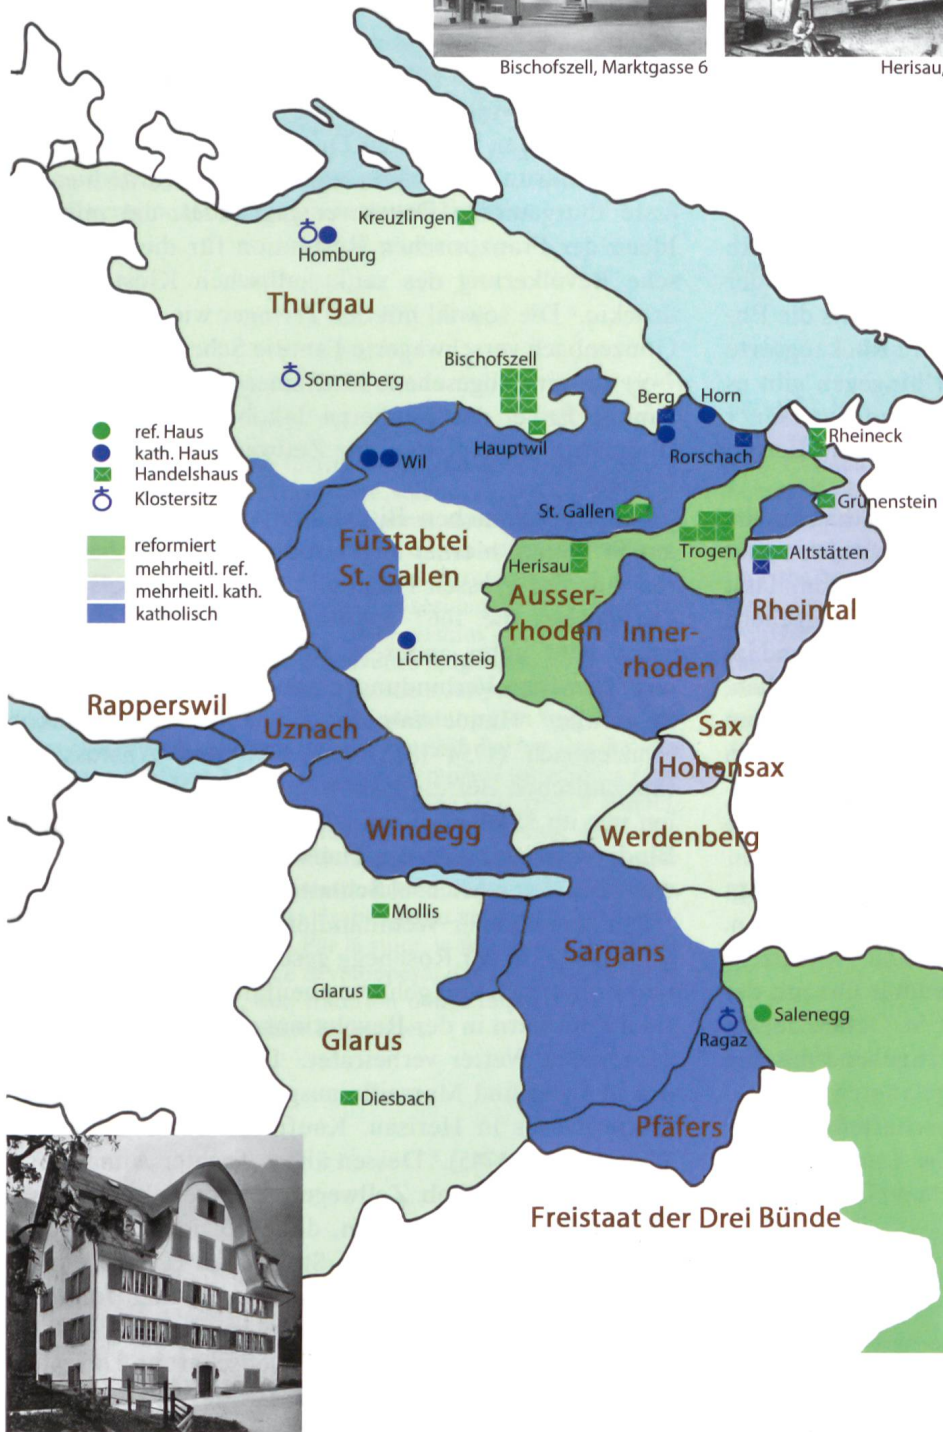 Bischofszell, Marktgasse 6
Herisau,
Kreuzlingen
Homburg
Thurgau
Bischofszell
Sonnenberg
Berg
Horn
ref. Haus
kath. Haus
Handelshaus
Klostersitz
Hauptwil
Rorschach
Rheineck
Wil
St. Gallen
Grünenstein
reformiert
mehrheitl. ref.
mehrheitl. kath.
katholisch
Fürstabtei
St. Gallen
Herisau
Trogen
Altstätten
Ausser-
rhoden
Inner-
rhoden
Rheintal
Lichtensteig
Rapperswil
Uznach
Sax
Hohensax
Windegg
Werdenberg
Mollis
Sargans
Glarus
Salenegg
Ragaz
Glarus
Diesbach
Pfäfers
Freistaat der Drei Bünde